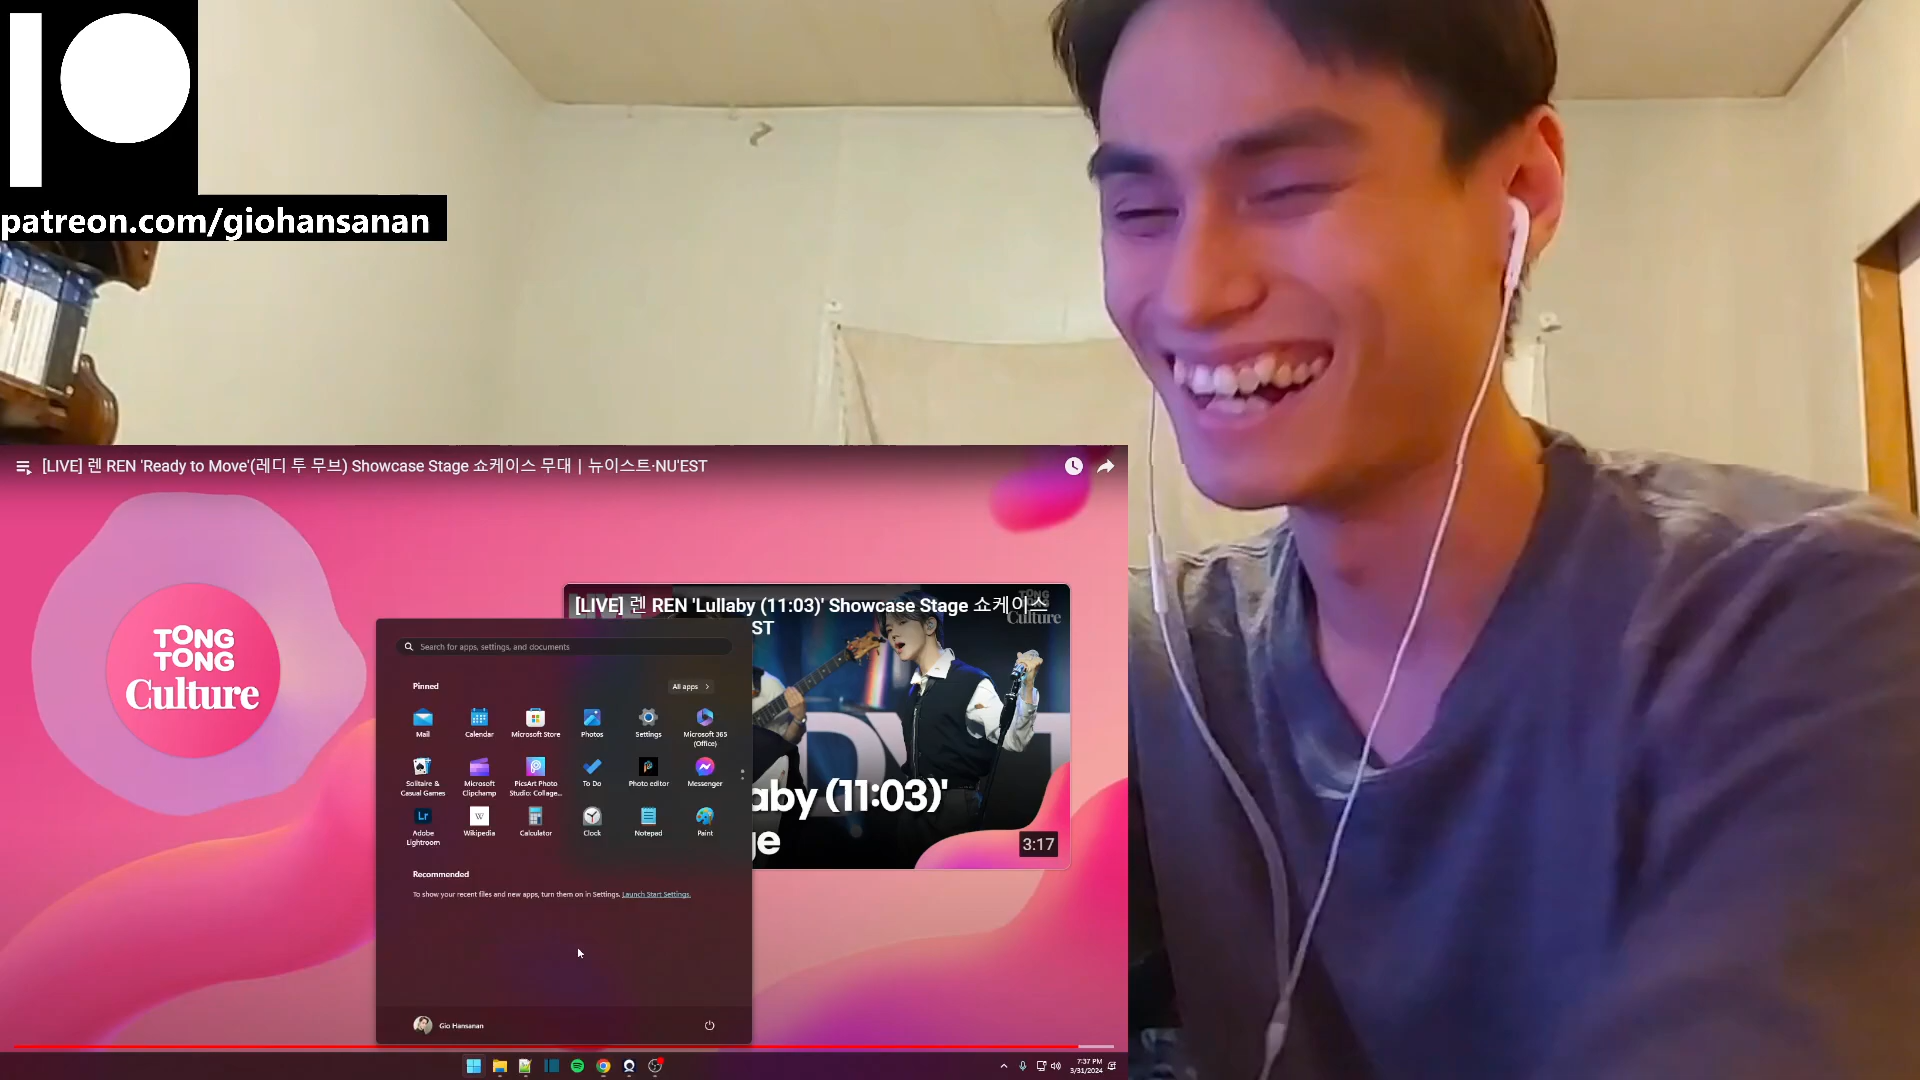 patreon.com/giohansanan
[LIVE] 렌 REN 'Ready to Move'(레디 투 무브) Showcase Stage 쇼케이스 무대 | 뉴이스트·NU'EST
TONG
TONG
Culture
[LIVE] 렌 REN 'Lullaby (11:03)' Showcase Stage 쇼케이스
ST
TONG
TONG
Culture
aby (11:03)'
ge
3:17
Search for apps, settings, and documents
Pinned
All apps
Mail
Calendar
Microsoft Store
Photos
Settings
Microsoft 365
(Office)
Solitaire &
Casual Games
Microsoft
Clipchamp
PicsArt Photo
Studio: Collage...
To Do
Photo editor
Messenger
Lr
W
Adobe
Lightroom
Wikipedia
Calculator
Clock
Notepad
Paint
Recommended
To show your recent files and new apps, turn them on in Settings. Launch Start Settings.
Gio Hansanan
7:37 PM
3/31/2024